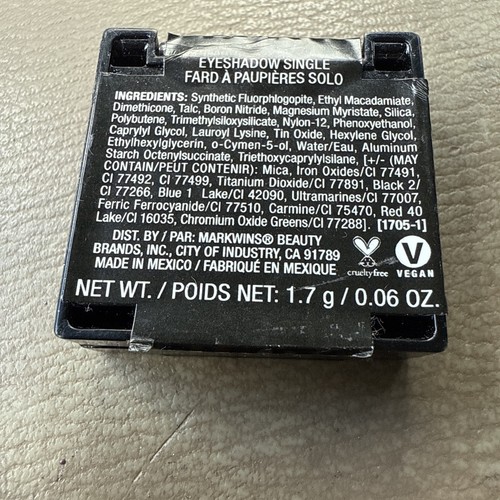 EYESHADOW SINGLE
FARD À PAUPIÈRES SOLO
INGREDIENTS: Synthetic Fluorphlogopite, Ethyl Macadamiate,
Dimethicone, Talc, Boron Nitride, Magnesium Myristate, Silica,
Polybutene, Trimethylsiloxysilicate, Nylon-12, Phenoxyethanol,
Caprylyl Glycol, Lauroyl Lysine, Tin Oxide, Hexylene Glycol,
Ethylhexylglycerin, o-Cymen-5-ol, Water/Eau, Aluminum
Starch Octenylsuccinate, Triethoxycaprylylsilane, [+/- (MAY
CONTAIN/PEUT CONTENIR): Mica, Iron Oxides/CI 77491,
CI 77492, CI 77499, Titanium Dioxide/CI 77891, Black 2/
CI 77266, Blue 1 Lake/CI 42090, Ultramarines/CI 77007,
Ferric Ferrocyanide/CI 77510, Carmine/CI 75470, Red 40
Lake/CI 16035, Chromium Oxide Greens/CI 77288]. [1705-1]
DIST. BY / PAR: MARKWINS® BEAUTY
BRANDS, INC., CITY OF INDUSTRY, CA 91789
MADE IN MEXICO / FABRIQUÉ EN MEXIQUE
crueltyfree
V
VEGAN
NET WT. / POIDS NET: 1.7 g / 0.06 OZ.